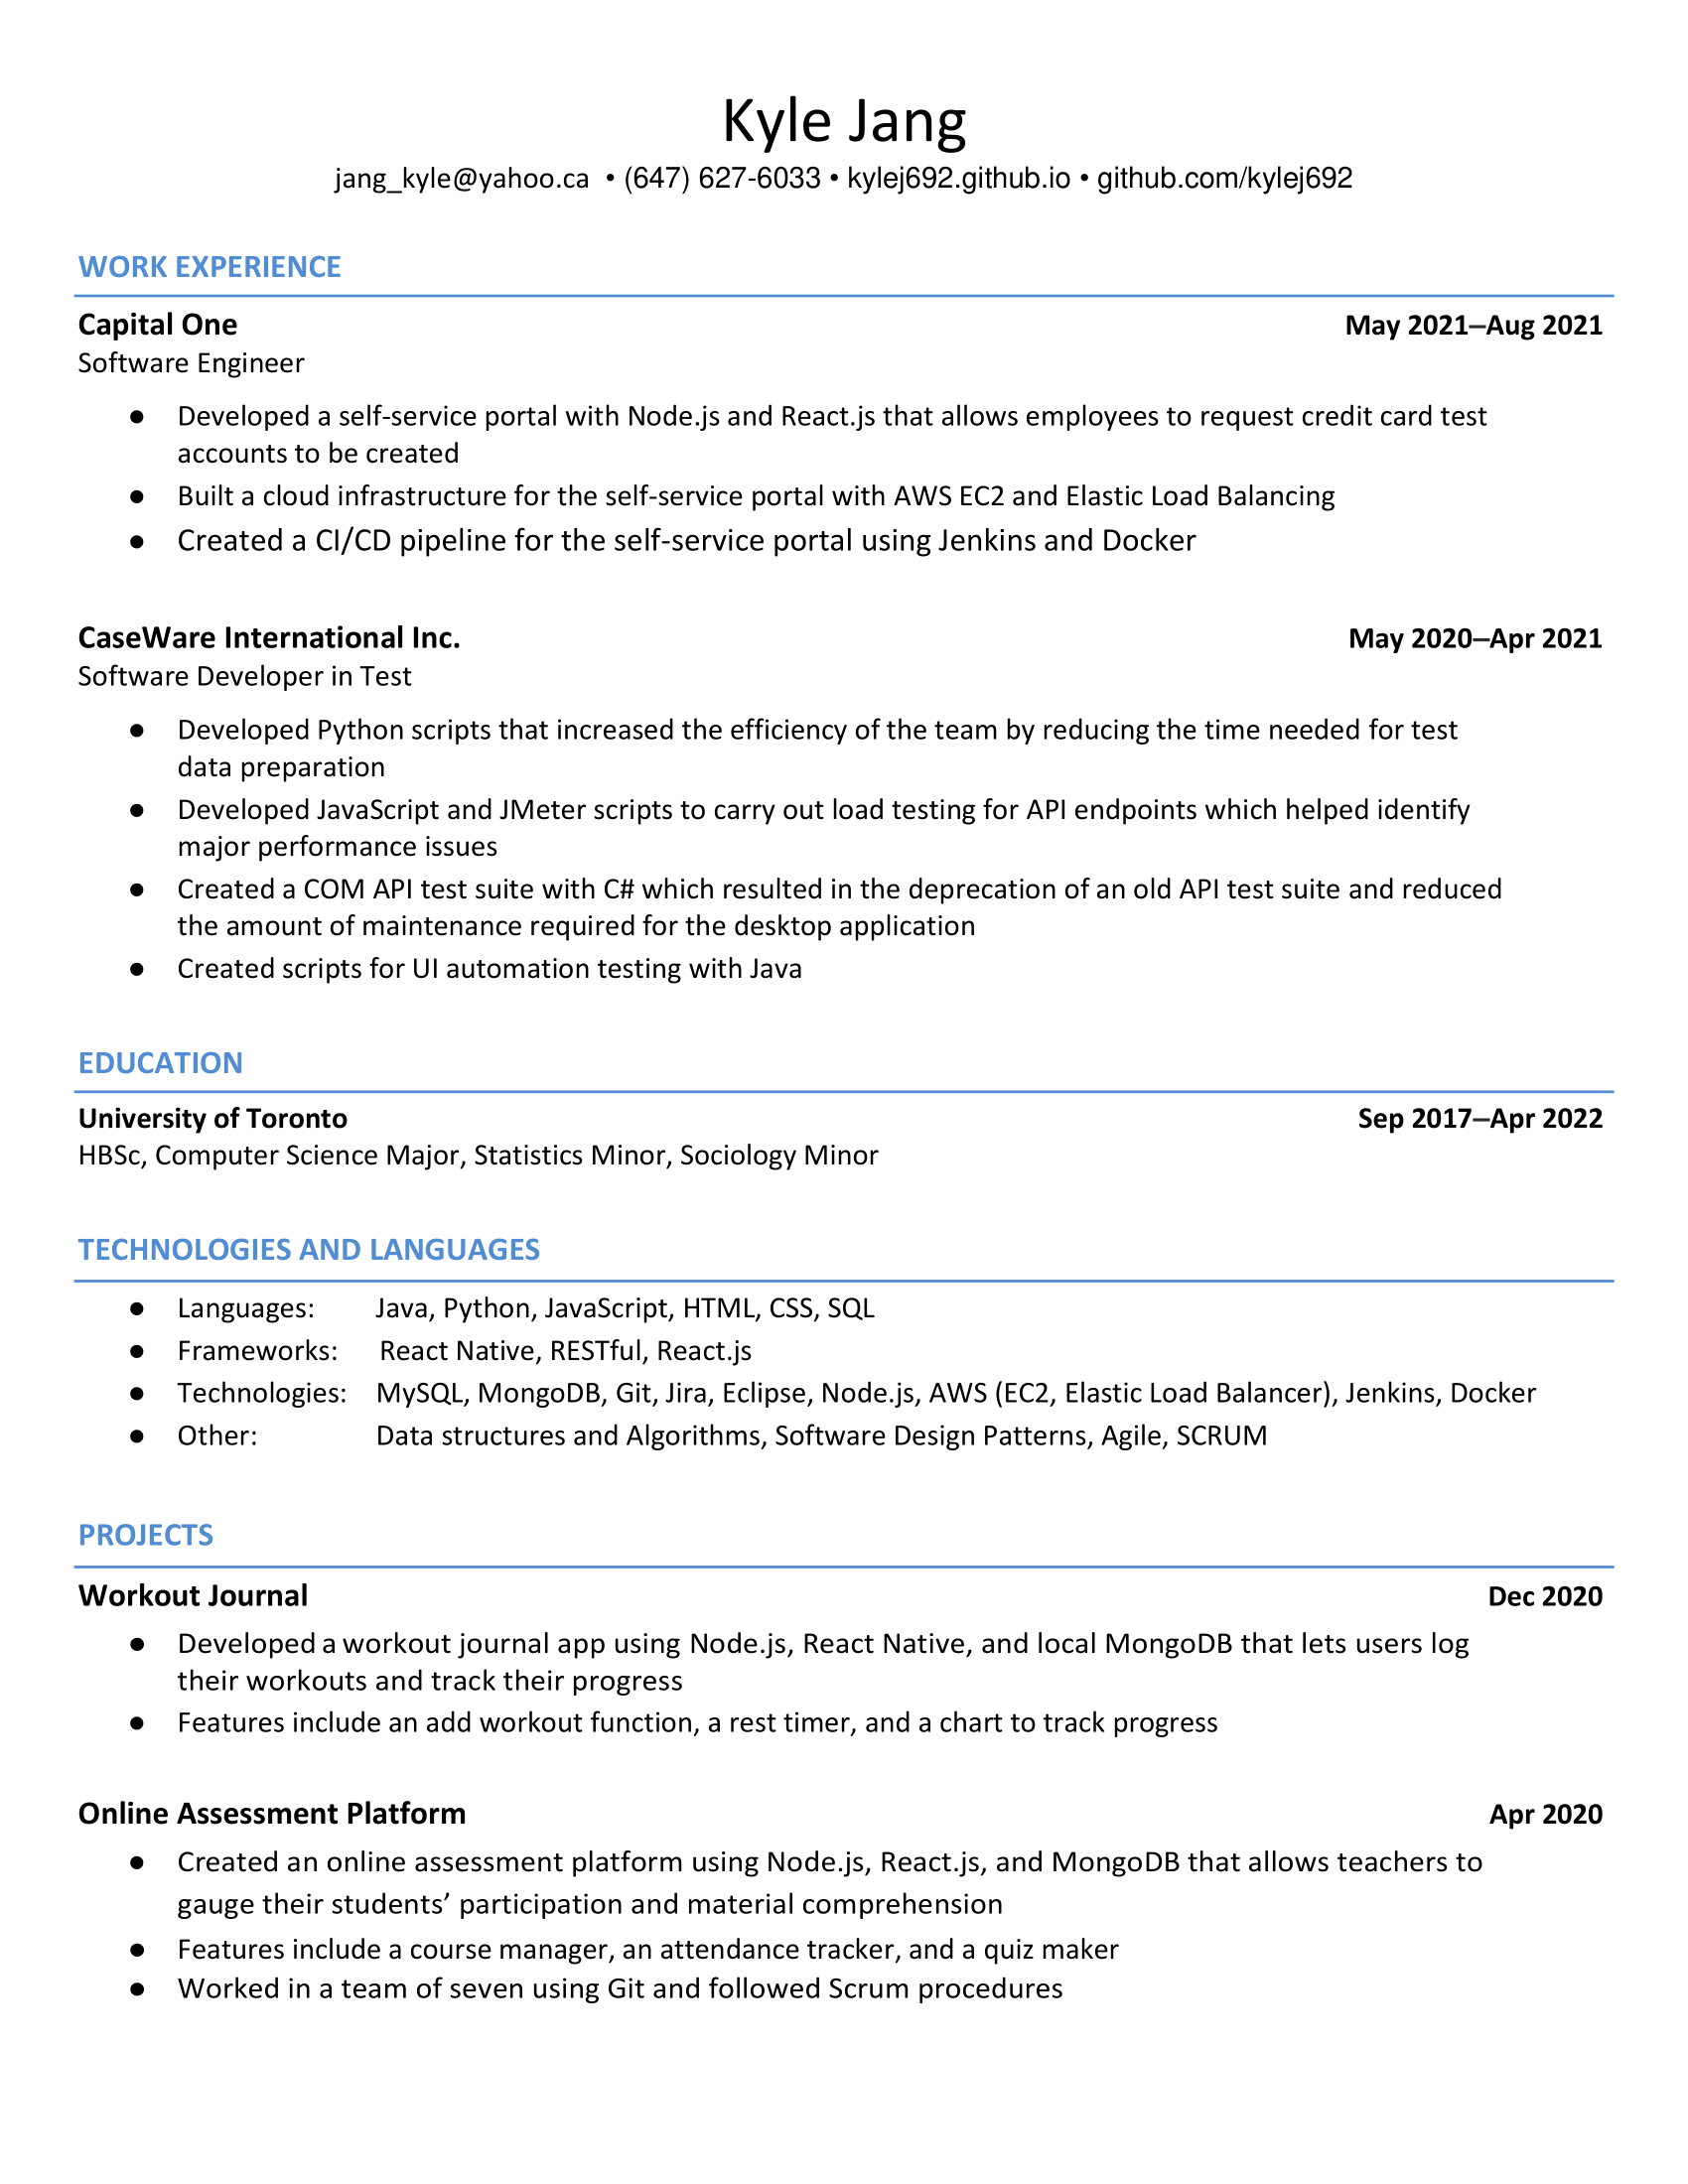 Kyle Jang
jang_kyle@yahoo.ca • (647) 627-6033 • kylej692.github.io • github.com/kylej692
WORK EXPERIENCE
Capital One May 2021–Aug 2021
Software Engineer
● Developed a self-service portal with Node.js and React.js that allows employees to request credit card test
accounts to be created
● Built a cloud infrastructure for the self-service portal with AWS EC2 and Elastic Load Balancing
● Created a CI/CD pipeline for the self-service portal using Jenkins and Docker
CaseWare International Inc. May 2020–Apr 2021
Software Developer in Test
● Developed Python scripts that increased the efficiency of the team by reducing the time needed for test
data preparation
● Developed JavaScript and JMeter scripts to carry out load testing for API endpoints which helped identify
major performance issues
● Created a COM API test suite with C# which resulted in the deprecation of an old API test suite and reduced
the amount of maintenance required for the desktop application
● Created scripts for UI automation testing with Java
EDUCATION
University of Toronto Sep 2017–Apr 2022
HBSc, Computer Science Major, Statistics Minor, Sociology Minor
TECHNOLOGIES AND LANGUAGES
● Languages: Java, Python, JavaScript, HTML, CSS, SQL
● Frameworks: React Native, RESTful, React.js
● Technologies: MySQL, MongoDB, Git, Jira, Eclipse, Node.js, AWS (EC2, Elastic Load Balancer), Jenkins, Docker
● Other: Data structures and Algorithms, Software Design Patterns, Agile, SCRUM
PROJECTS
Workout Journal Dec 2020
● Developed a workout journal app using Node.js, React Native, and local MongoDB that lets users log
their workouts and track their progress
● Features include an add workout function, a rest timer, and a chart to track progress
Online Assessment Platform Apr 2020
● Created an online assessment platform using Node.js, React.js, and MongoDB that allows teachers to
gauge their students’ participation and material comprehension
● Features include a course manager, an attendance tracker, and a quiz maker
● Worked in a team of seven using Git and followed Scrum procedures